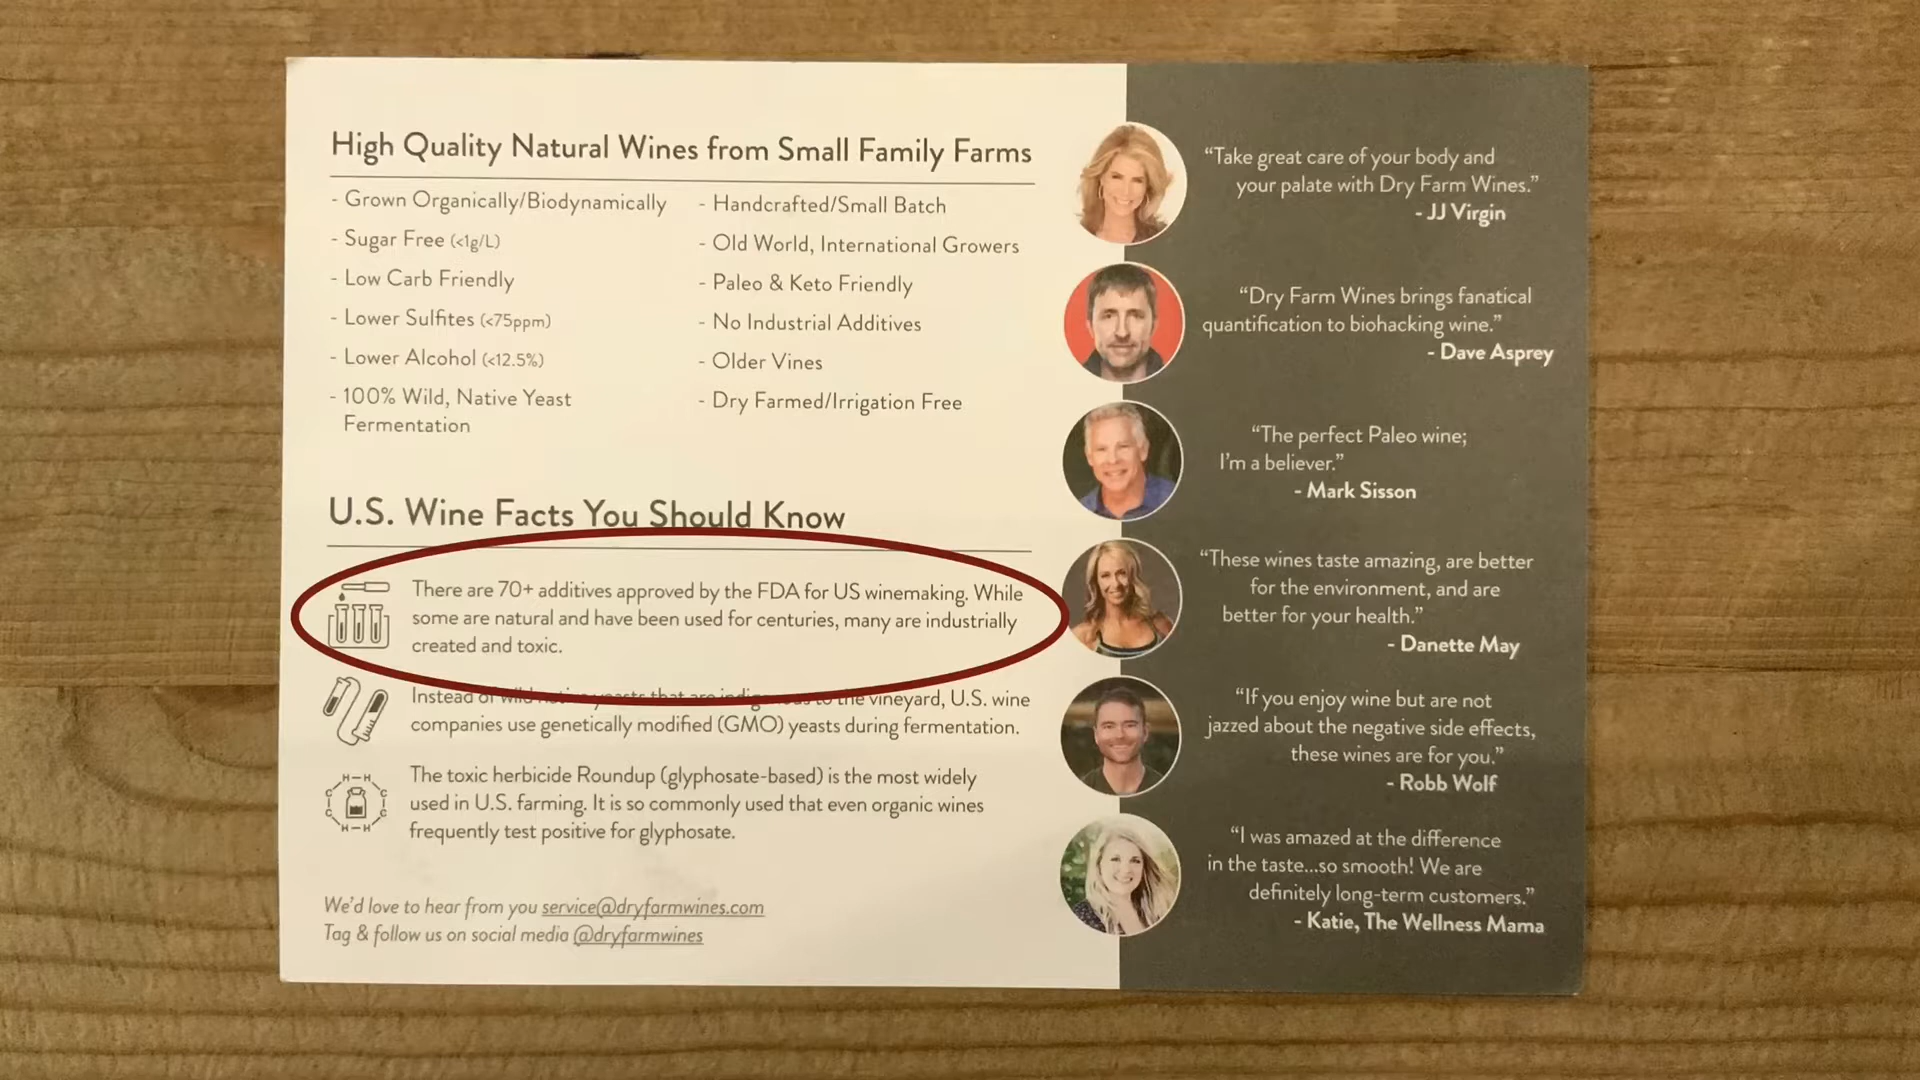 High Quality Natural Wines from Small Family Farms
- Grown Organically/Biodynamically
- Sugar Free (<1g/L)
- Low Carb Friendly
- Lower Sulfites (<75ppm)
- Lower Alcohol (<12.5%)
- 100% Wild, Native Yeast
Fermentation
- Handcrafted/Small Batch
- Old World, International Growers
- Paleo & Keto Friendly
- No Industrial Additives
- Older Vines
- Dry Farmed/Irrigation Free
U.S. Wine Facts You Should Know
There are 70+ additives approved by the FDA for US winemaking. While
some are natural and have been used for centuries, many are industrially
created and toxic.
Instead of wild native yeasts that are indigenous to the vineyard, U.S. wine
companies use genetically modified (GMO) yeasts during fermentation.
H-H
C C
C C
H-H
The toxic herbicide Roundup (glyphosate-based) is the most widely
used in U.S. farming. It is so commonly used that even organic wines
frequently test positive for glyphosate.
We'd love to hear from you service@dryfarmwines.com
Tag & follow us on social media @dryfarmwines
"Take great care of your body and
your palate with Dry Farm Wines."
- JJ Virgin
"Dry Farm Wines brings fanatical
quantification to biohacking wine."
- Dave Asprey
"The perfect Paleo wine;
I'm a believer."
- Mark Sisson
"These wines taste amazing, are better
for the environment, and are
better for your health."
- Danette May
"If you enjoy wine but are not
jazzed about the negative side effects,
these wines are for you."
- Robb Wolf
"I was amazed at the difference
in the taste...so smooth! We are
definitely long-term customers."
- Katie, The Wellness Mama